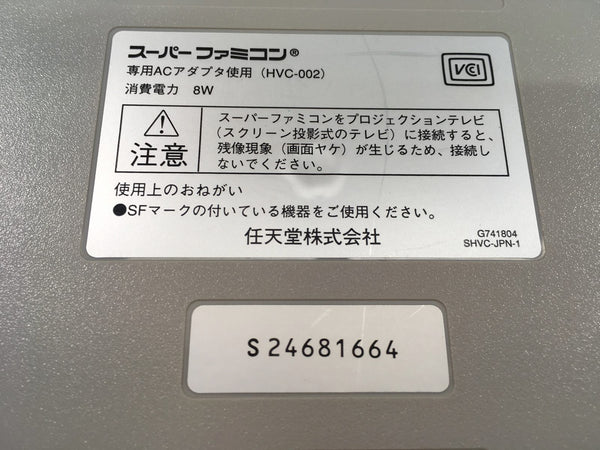 スーパーファミコン®
専用ACアダプタ使用（HVC-002）
消費電力 8W
VCI
注意
スーパーファミコンをプロジェクションテレビ
（スクリーン投影式のテレビ）に接続すると、
残像現象（画面ヤケ）が生じるため、接続し
ないでください。
使用上のおねがい
●SFマークの付いている機器をご使用ください。
任天堂株式会社
G741804
SHVC-JPN-1
S24681664